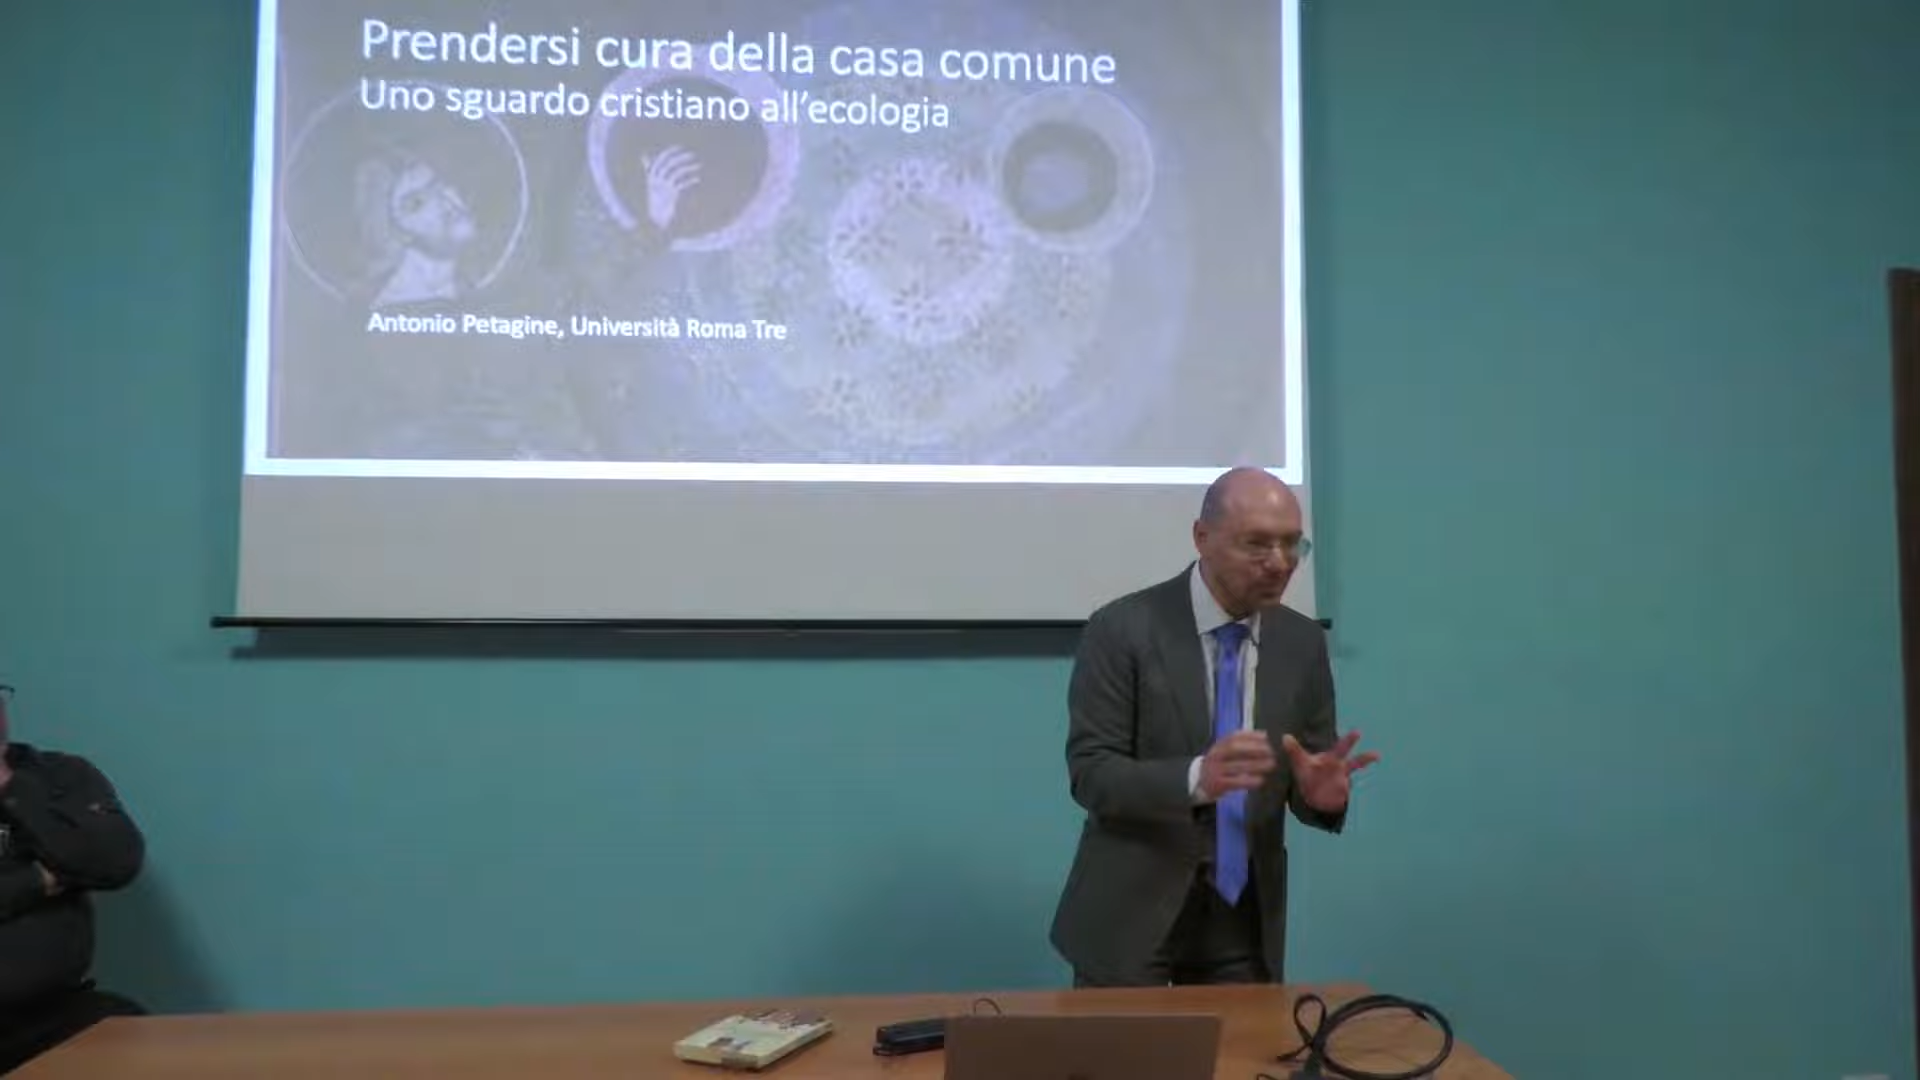 Prendersi cura della casa comune
Uno sguardo cristiano all'ecologia
Antonio Petagine, Università Roma Tre